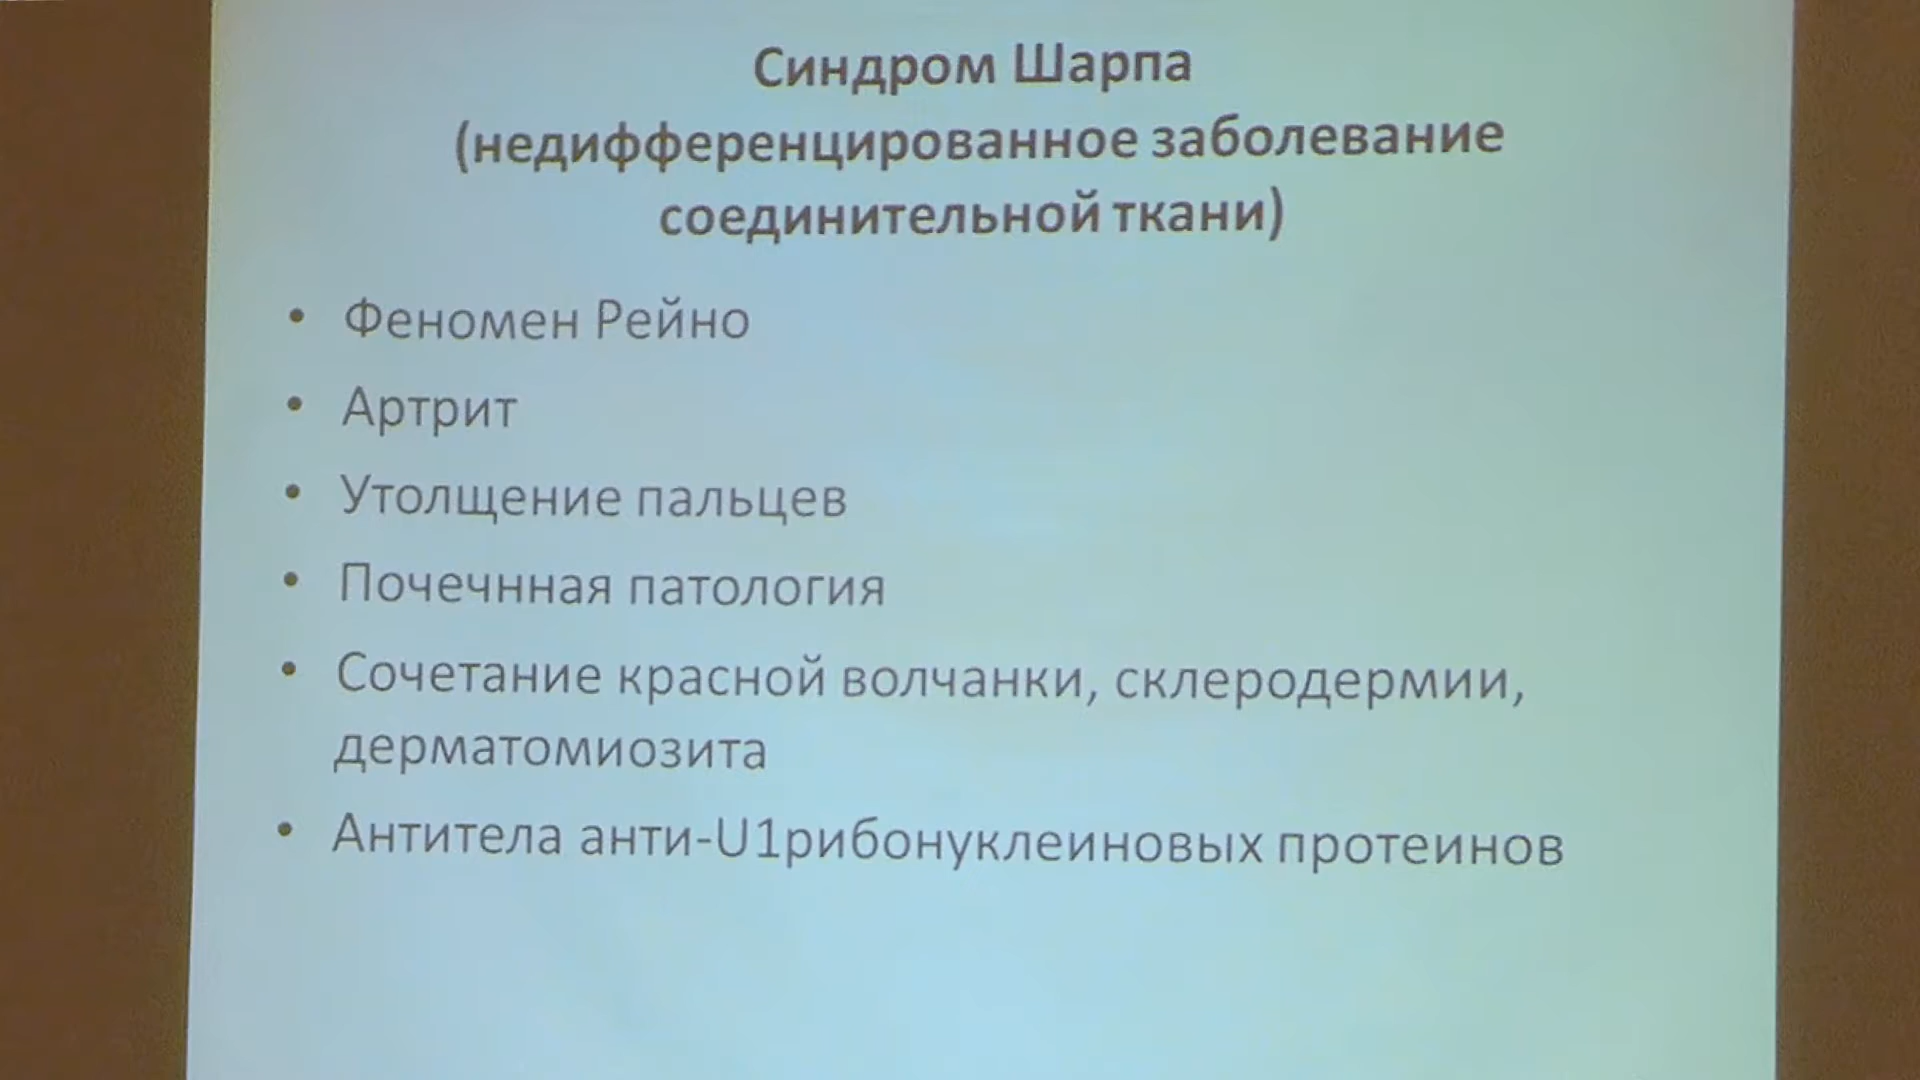 Синдром Шарпа
(недифференцированное заболевание
соединительной ткани)
• Феномен Рейно
• Артрит
• Утолщение пальцев
• Почечнная патология
• Сочетание красной волчанки, склеродермии,
дерматомиозита
• Антитела анти-U1рибонуклеиновых протеинов